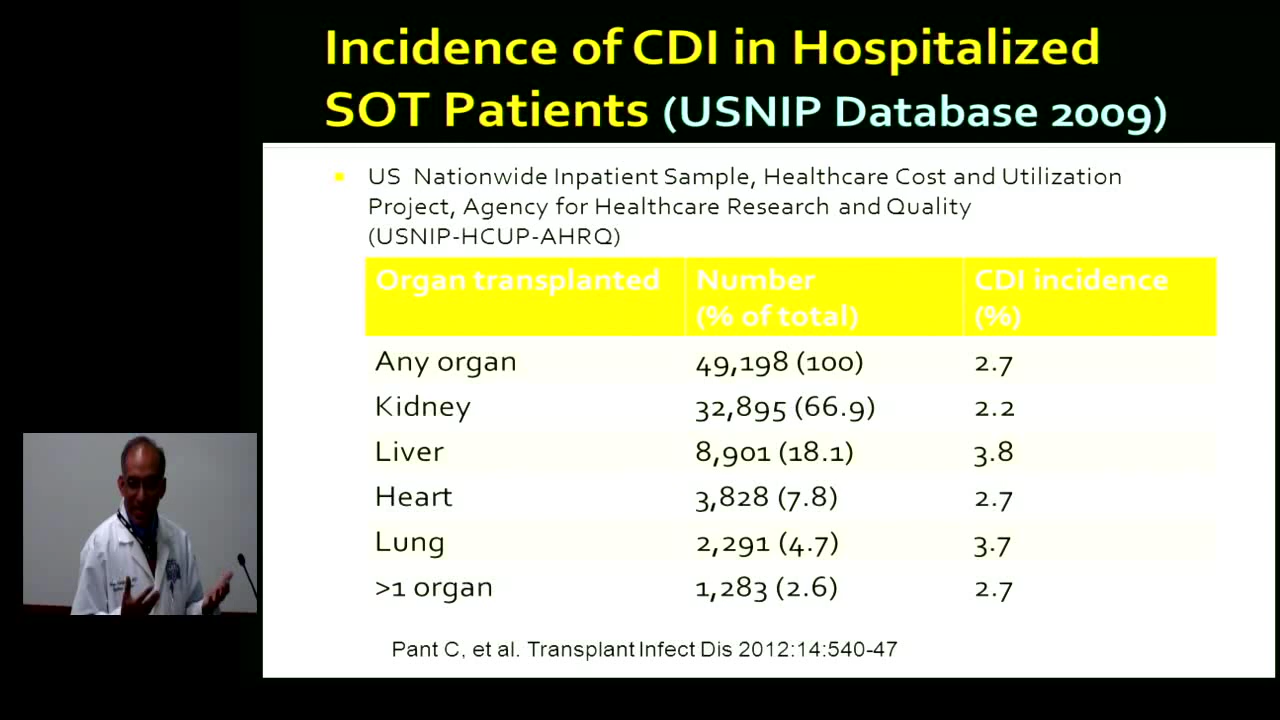 Incidence of CDI in Hospitalized
SOT Patients (USNIP Database 2009)
US Nationwide Inpatient Sample, Healthcare Cost and Utilization
Project, Agency for Healthcare Research and Quality
(USNIP-HCUP-AHRQ)
Organ transplanted Number (% of total) CDI incidence (%)
Any organ 49,198 (100) 2.7
Kidney 32,895 (66.9) 2.2
Liver 8,901 (18.1) 3.8
Heart 3,828 (7.8) 2.7
Lung 2,291 (4.7) 3.7
>1 organ 1,283 (2.6) 2.7
Pant C, et al. Transplant Infect Dis 2012:14:540-47